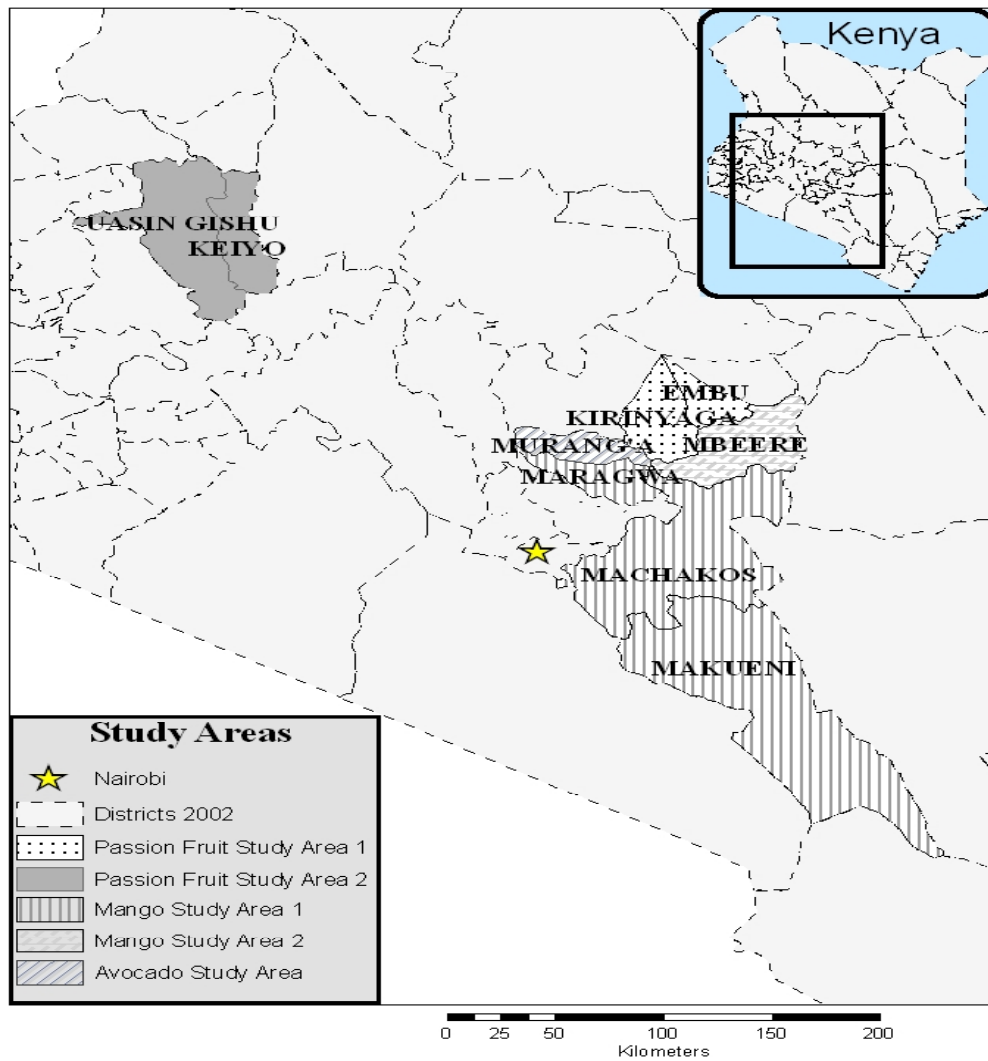 Kenya
UASIN GISHU
KEIYO
EMBU
KIRINYAGA
MURANG'A
MBEERE
MARAGWA
MACHAKOS
MAKUENI
Study Areas
Nairobi
Districts 2002
Passion Fruit Study Area 1
Passion Fruit Study Area 2
Mango Study Area 1
Mango Study Area 2
Avocado Study Area
0 25 50 100 150 200
Kilometers